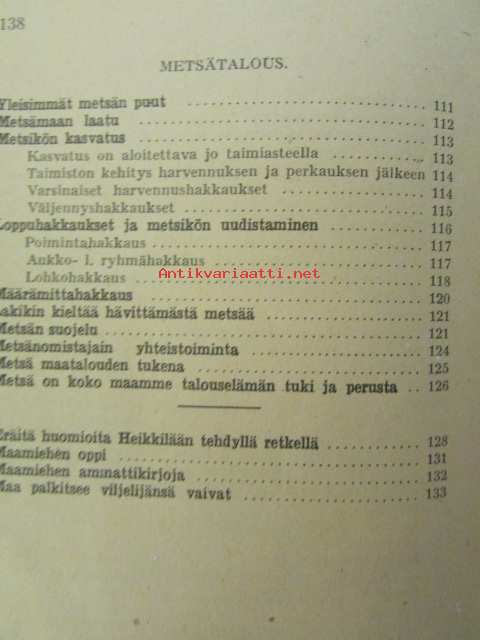 138
METSÄTALOUS.
Yleisimmät metsän puut ................................ 111
Metsämaan laatu ................................ 112
Metsikön kasvatus ................................ 113
Kasvatus on aloitettava jo taimiasteella ................ 113
Taimiston kehitys harvennuksen ja perkauksen jälkeen 114
Varsinaiset harvennushakkaukset ................ 114
Väljennyshakkaukset ................................ 115
Loppuhakkaukset ja metsikön uudistaminen ................ 116
Poimintahakkaus ................................ 117
Aukko- l. ryhmähakkaus ................................ 117
Lohkohakkaus ................................ 118
Antikvariaatti.net
Määrämittahakkaus ................................ 120
Lakikin kieltää hävittämästä metsää ................ 121
Metsän suojelu ................................ 121
Metsänomistajain yhteistoiminta ................ 124
Metsä maatalouden tukena ................................ 125
Metsä on koko maamme talouselämän tuki ja perusta .. 126
Eräitä huomioita Heikkilään tehdyllä retkellä ................ 128
Maamiehen oppi ................................ 131
Maamiehen ammattikirjoja ................................ 132
Maa palkitsee viljelijänsä vaivat ................ 133